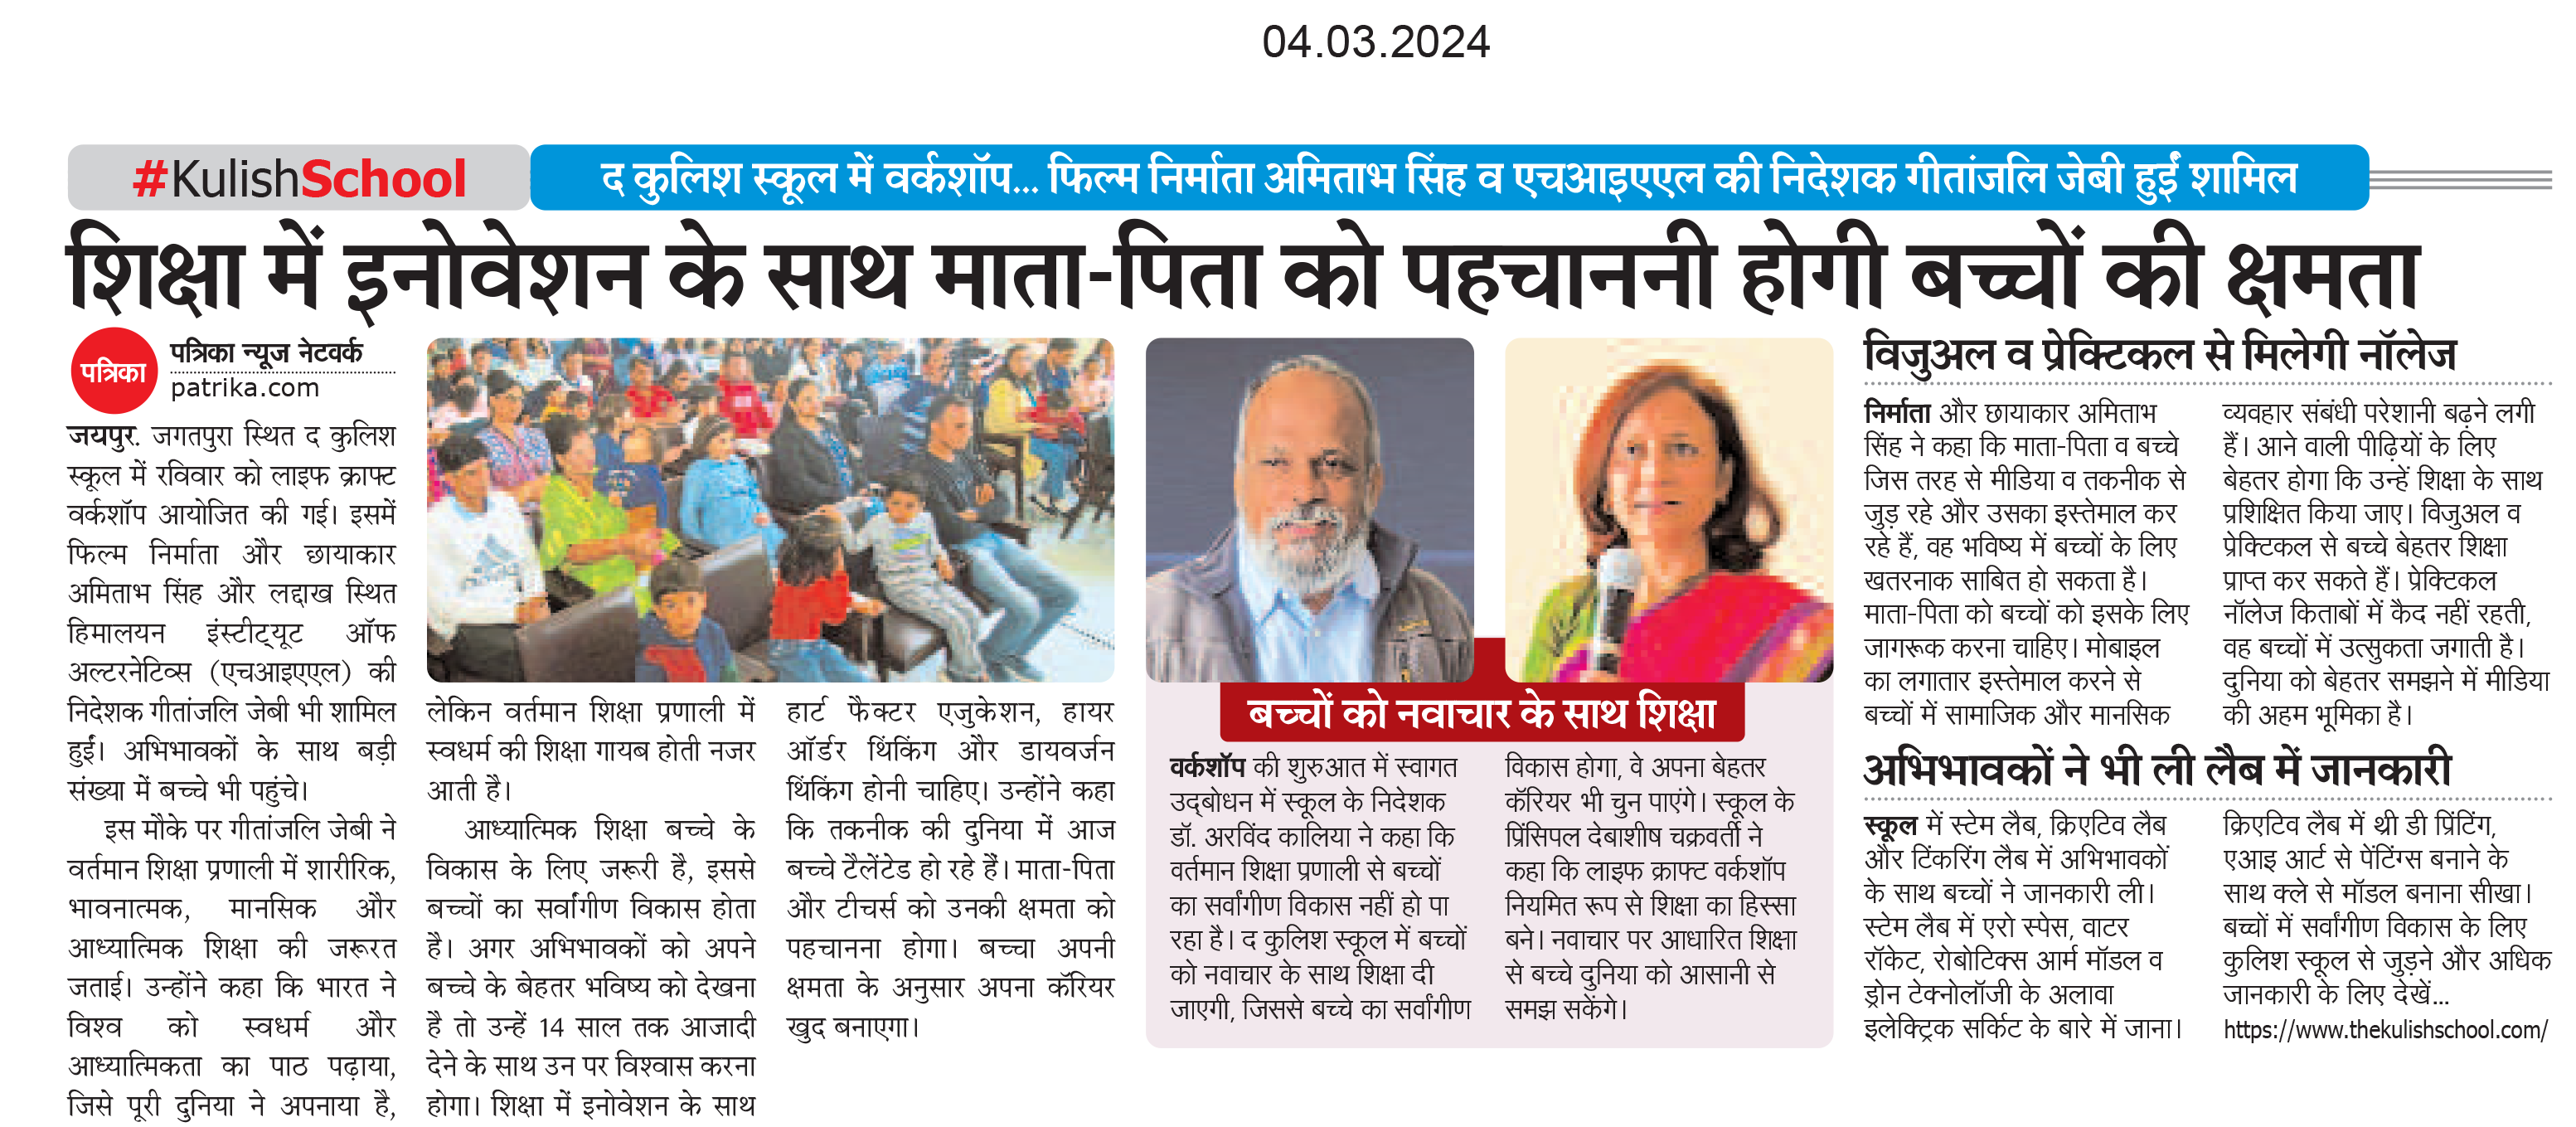 04.03.2024
#KulishSchool
द कुलिश स्कूल में वर्कशॉप... फिल्म निर्माता अमिताभ सिंह व एचआइएएल की निदेशक गीतांजलि जेबी हुईं शामिल
शिक्षा में इनोवेशन के साथ माता-पिता को पहचाननी होगी बच्चों की क्षमता
पत्रिका
पत्रिका न्यूज नेटवर्क
patrika.com
जयपुर. जगतपुरा स्थित द कुलिश
स्कूल में रविवार को लाइफ क्राफ्ट
वर्कशॉप आयोजित की गई। इसमें
फिल्म निर्माता और छायाकार
अमिताभ सिंह और लद्दाख स्थित
हिमालयन इंस्टीट्यूट ऑफ
अल्टरनेटिव्स (एचआइएएल) की
निदेशक गीतांजलि जेबी भी शामिल
हुईं। अभिभावकों के साथ बड़ी
संख्या में बच्चे भी पहुंचे।
इस मौके पर गीतांजलि जेबी ने
वर्तमान शिक्षा प्रणाली में शारीरिक,
भावनात्मक, मानसिक और
आध्यात्मिक शिक्षा की जरूरत
जताई। उन्होंने कहा कि भारत ने
विश्व को स्वधर्म और
आध्यात्मिकता का पाठ पढ़ाया,
जिसे पूरी दुनिया ने अपनाया है,
लेकिन वर्तमान शिक्षा प्रणाली में
स्वधर्म की शिक्षा गायब होती नजर
आती है।
आध्यात्मिक शिक्षा बच्चे के
विकास के लिए जरूरी है, इससे
बच्चों का सर्वांगीण विकास होता
है। अगर अभिभावकों को अपने
बच्चे के बेहतर भविष्य को देखना
है तो उन्हें 14 साल तक आजादी
देने के साथ उन पर विश्वास करना
होगा। शिक्षा में इनोवेशन के साथ
हार्ट फैक्टर एजुकेशन, हायर
ऑर्डर थिंकिंग और डायवर्जन
थिंकिंग होनी चाहिए। उन्होंने कहा
कि तकनीक की दुनिया में आज
बच्चे टैलेंटेड हो रहे हैं। माता-पिता
और टीचर्स को उनकी क्षमता को
पहचानना होगा। बच्चा अपनी
क्षमता के अनुसार अपना कॅरियर
खुद बनाएगा।
बच्चों को नवाचार के साथ शिक्षा
वर्कशॉप की शुरुआत में स्वागत
उद्बोधन में स्कूल के निदेशक
डॉ. अरविंद कालिया ने कहा कि
वर्तमान शिक्षा प्रणाली से बच्चों
का सर्वांगीण विकास नहीं हो पा
रहा है। द कुलिश स्कूल में बच्चों
को नवाचार के साथ शिक्षा दी
जाएगी, जिससे बच्चे का सर्वांगीण
विकास होगा, वे अपना बेहतर
कॅरियर भी चुन पाएंगे। स्कूल के
प्रिंसिपल देबाशीष चक्रवर्ती ने
कहा कि लाइफ क्राफ्ट वर्कशॉप
नियमित रूप से शिक्षा का हिस्सा
बने। नवाचार पर आधारित शिक्षा
से बच्चे दुनिया को आसानी से
समझ सकेंगे।
विजुअल व प्रेक्टिकल से मिलेगी नॉलेज
निर्माता और छायाकार अमिताभ
सिंह ने कहा कि माता-पिता व बच्चे
जिस तरह से मीडिया व तकनीक से
जुड़ रहे और उसका इस्तेमाल कर
रहे हैं, वह भविष्य में बच्चों के लिए
खतरनाक साबित हो सकता है।
माता-पिता को बच्चों को इसके लिए
जागरूक करना चाहिए। मोबाइल
का लगातार इस्तेमाल करने से
बच्चों में सामाजिक और मानसिक
व्यवहार संबंधी परेशानी बढ़ने लगी
हैं। आने वाली पीढ़ियों के लिए
बेहतर होगा कि उन्हें शिक्षा के साथ
प्रशिक्षित किया जाए। विजुअल व
प्रेक्टिकल से बच्चे बेहतर शिक्षा
प्राप्त कर सकते हैं। प्रेक्टिकल
नॉलेज किताबों में कैद नहीं रहती,
वह बच्चों में उत्सुकता जगाती है।
दुनिया को बेहतर समझने में मीडिया
की अहम भूमिका है।
अभिभावकों ने भी ली लैब में जानकारी
स्कूल में स्टेम लैब, क्रिएटिव लैब
और टिंकरिंग लैब में अभिभावकों
के साथ बच्चों ने जानकारी ली।
स्टेम लैब में एरो स्पेस, वाटर
रॉकेट, रोबोटिक्स आर्म मॉडल व
ड्रोन टेक्नोलॉजी के अलावा
इलेक्ट्रिक सर्किट के बारे में जाना।
क्रिएटिव लैब में थ्री डी प्रिंटिंग,
एआइ आर्ट से पेंटिंग्स बनाने के
साथ क्ले से मॉडल बनाना सीखा।
बच्चों में सर्वांगीण विकास के लिए
कुलिश स्कूल से जुड़ने और अधिक
जानकारी के लिए देखें...
https://www.thekulishschool.com/